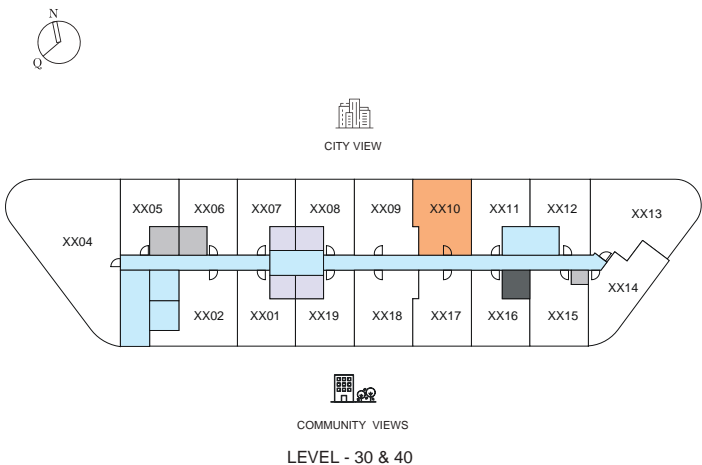 N
Q
CITY VIEW
XX05 XX06 XX07 XX08 XX09 XX10 XX11 XX12 XX13
XX04
XX14
XX02 XX01 XX19 XX18 XX17 XX16 XX15
COMMUNITY VIEWS
LEVEL - 30 & 40